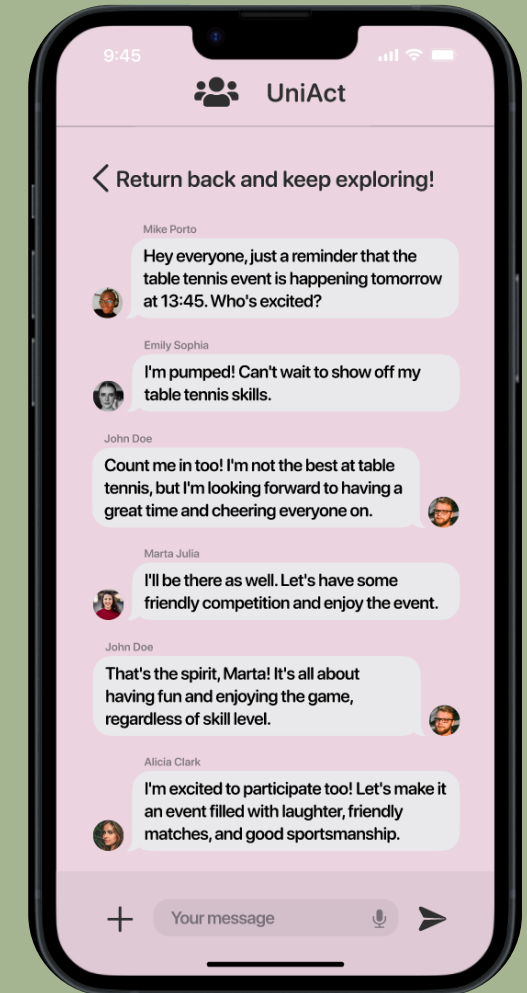 9:45
UniAct
Return back and keep exploring!
Mike Porto
Hey everyone, just a reminder that the
table tennis event is happening tomorrow
at 13:45. Who's excited?
Emily Sophia
I'm pumped! Can't wait to show off my
table tennis skills.
John Doe
Count me in too! I'm not the best at table
tennis, but I'm looking forward to having a
great time and cheering everyone on.
Marta Julia
I'll be there as well. Let's have some
friendly competition and enjoy the event.
John Doe
That's the spirit, Marta! It's all about
having fun and enjoying the game,
regardless of skill level.
Alicia Clark
I'm excited to participate too! Let's make it
an event filled with laughter, friendly
matches, and good sportsmanship.
Your message